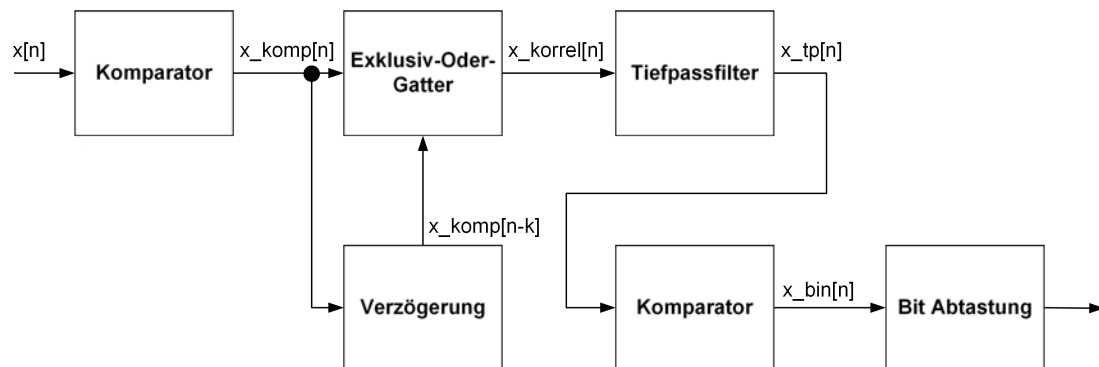 x[n]
Komparator
x_komp[n]
Exklusiv-Oder-
Gatter
x_korrel[n]
Tiefpassfilter
x_tp[n]
x_komp[n-k]
Verzögerung
Komparator
x_bin[n]
Bit Abtastung